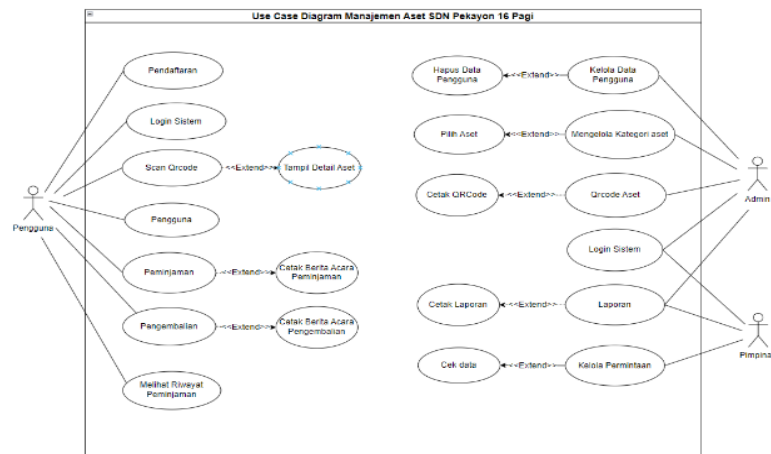 Use Case Diagram Manajemen Aset SDN Pekayon 16 Pagi
Pendaftaran
Login Sistem
Scan Qrcode
<<Extend>>
Tampil Detail Aset
Pengguna
Pengguna
Peminjaman
<<Extend>>
Cetak Berita Acara
Peminjaman
Pengembalian
<<Extend>>
Cetak Berita Acara
Pengembalian
Melihat Riwayat
Peminjaman
Hapus Data
Pengguna
<<Extend>>
Kelola Data
Pengguna
Pilih Aset
<<Extend>>
Mengelola Kategori aset
Cetak QRCode
<<Extend>>
Qrcode Aset
Admin
Login Sistem
Cetak Laporan
<<Extend>>
Laporan
Cek data
<<Extend>>
Kelola Permintaan
Pimpina